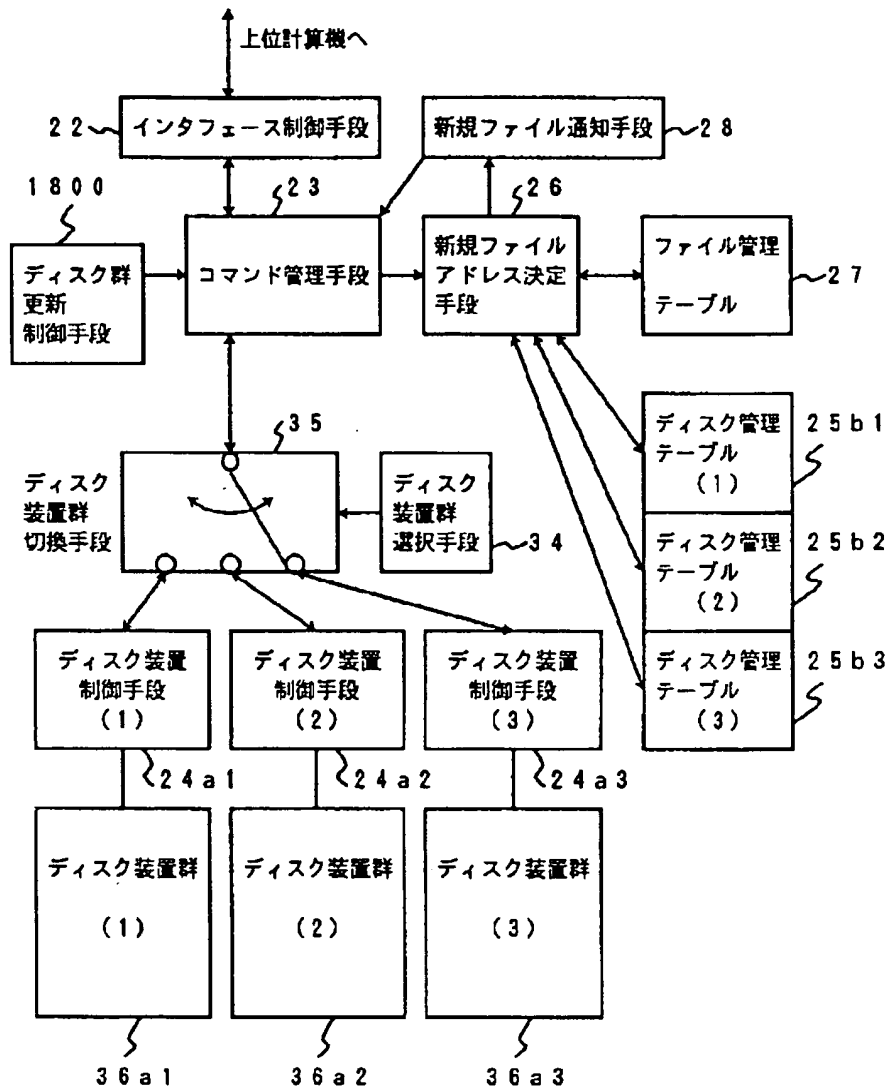 上位計算機へ
22
インタフェース制御手段
新規ファイル通知手段
28
1800
23
26
ディスク群
更新
制御手段
コマンド管理手段
新規ファイル
アドレス決定
手段
ファイル管理
テーブル
27
35
ディスク
装置群
切換手段
ディスク
装置群
選択手段
34
ディスク管理
テーブル
(1)
25b1
ディスク管理
テーブル
(2)
25b2
ディスク管理
テーブル
(3)
25b3
ディスク装置
制御手段
(1)
ディスク装置
制御手段
(2)
ディスク装置
制御手段
(3)
24a1
24a2
24a3
ディスク装置群
(1)
ディスク装置群
(2)
ディスク装置群
(3)
36a1
36a2
36a3